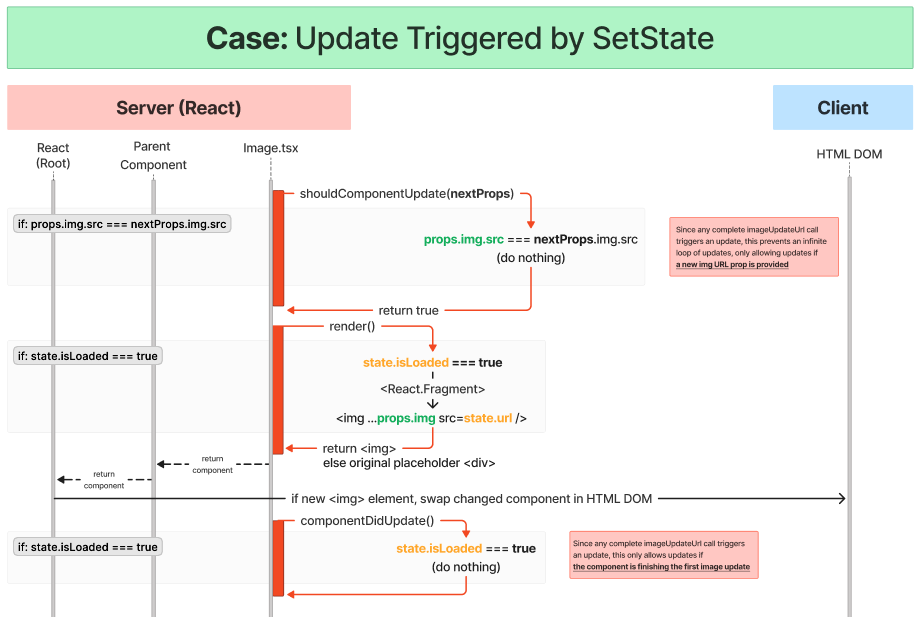 Case: Update Triggered by SetState
Server (React)
Client
React
(Root)
Parent
Component
Image.tsx
HTML DOM
shouldComponentUpdate(nextProps)
if: props.img.src === nextProps.img.src
props.img.src === nextProps.img.src
(do nothing)
Since any complete imageUpdateUrl call
triggers an update, this prevents an infinite
loop of updates, only allowing updates if
a new img URL prop is provided
return true
render()
if: state.isLoaded === true
state.isLoaded === true
<React.Fragment>
<img ...props.img src=state.url />
return <img>
else original placeholder <div>
return
component
return
component
if new <img> element, swap changed component in HTML DOM
componentDidUpdate()
if: state.isLoaded === true
state.isLoaded === true
(do nothing)
Since any complete imageUpdateUrl call triggers
an update, this only allows updates if
the component is finishing the first image update